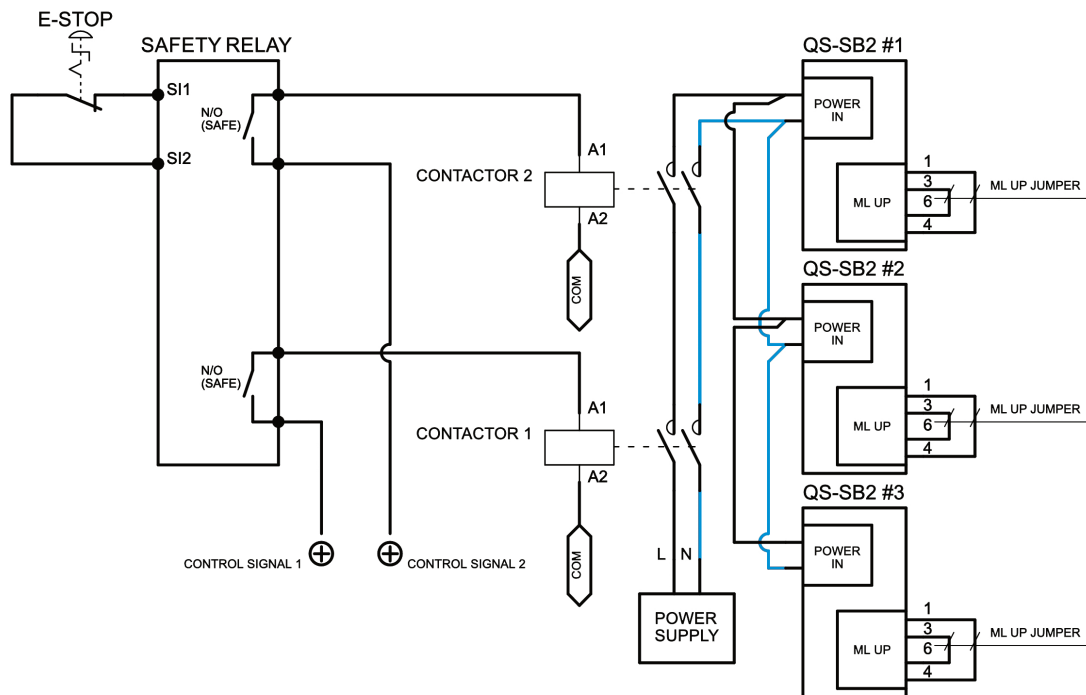 E-STOP
SAFETY RELAY
SI1
SI2
N/O
(SAFE)
N/O
(SAFE)
CONTROL SIGNAL 1
CONTROL SIGNAL 2
CONTACTOR 2
A1
A2
COM
CONTACTOR 1
A1
A2
COM
L N
POWER
SUPPLY
QS-SB2 #1
POWER
IN
ML UP
1
3
6
4
ML UP JUMPER
QS-SB2 #2
POWER
IN
ML UP
1
3
6
4
ML UP JUMPER
QS-SB2 #3
POWER
IN
ML UP
1
3
6
4
ML UP JUMPER